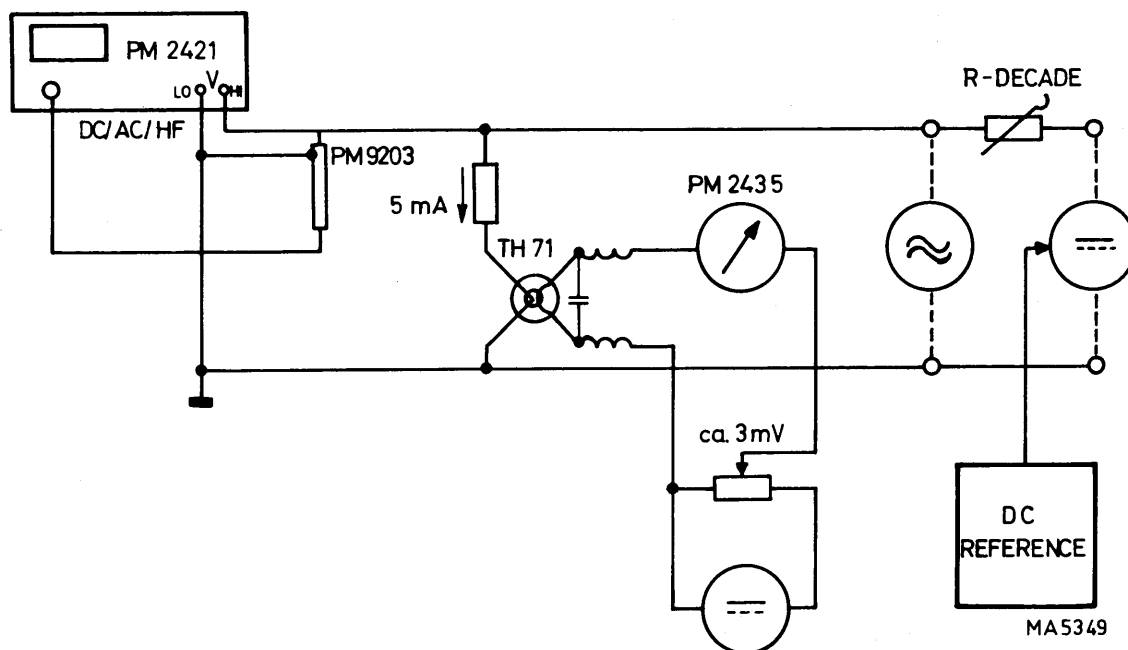 PM 2421
LO V HI
DC/AC/HF
PM9203
R-DECADE
5 mA
PM 2435
TH 71
ca. 3mV
DC
REFERENCE
MA5349